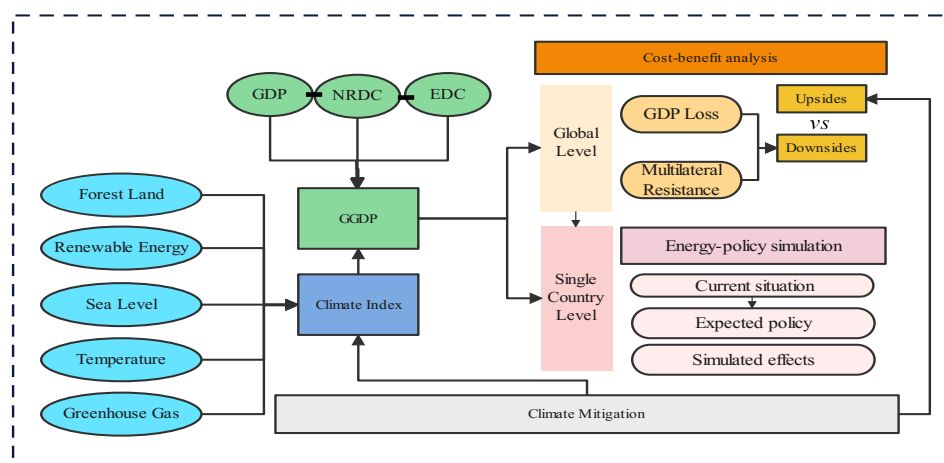 Cost-benefit analysis
GDP
NRDC
EDC
Global
Level
GDP Loss
Multilateral
Resistance
Upsides
vs
Downsides
Forest Land
Renewable Energy
Sea Level
Temperature
Greenhouse Gas
GGDP
Climate Index
Single
Country
Level
Energy-policy simulation
Current situation
Expected policy
Simulated effects
Climate Mitigation